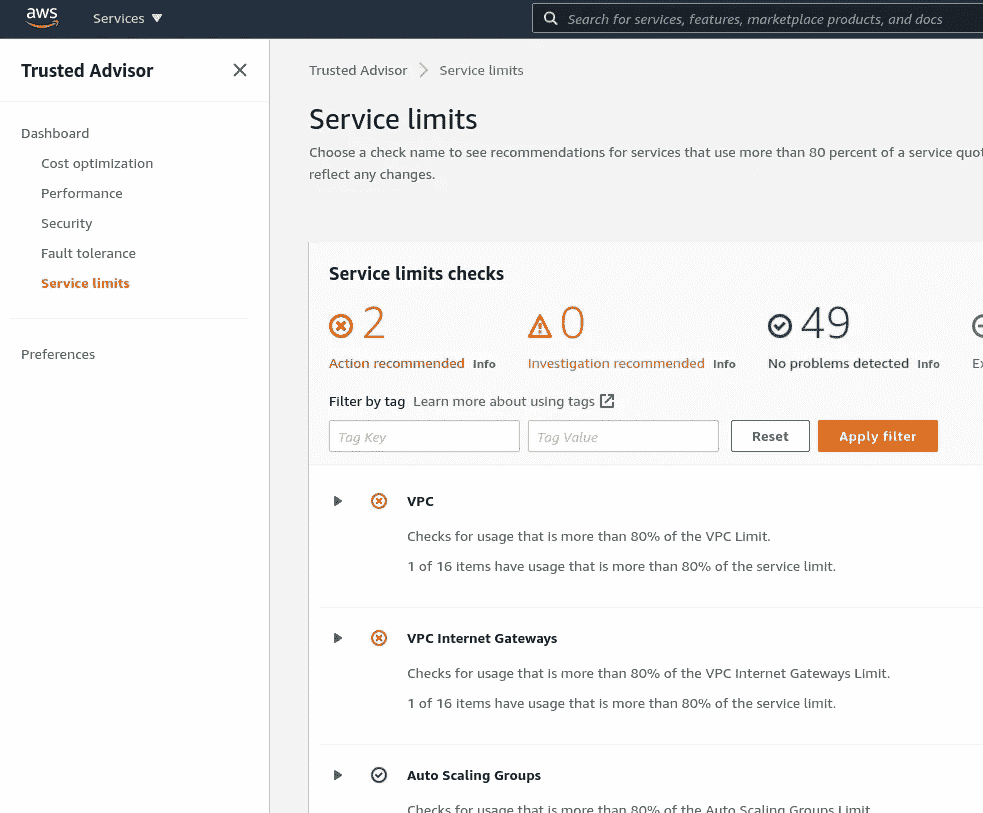 aws Services
Search for services, features, marketplace products, and docs
Trusted Advisor
Dashboard
Cost optimization
Performance
Security
Fault tolerance
Service limits
Preferences
Trusted Advisor Service limits
Service limits
Choose a check name to see recommendations for services that use more than 80 percent of a service
reflect any changes.
Service limits checks
2 0 49
Action recommended Info Investigation recommended Info No problems detected Info
Filter by tag Learn more about using tags
Tag Key Tag Value Reset Apply filter
VPC
Checks for usage that is more than 80% of the VPC Limit.
1 of 16 items have usage that is more than 80% of the service limit.
VPC Internet Gateways
Checks for usage that is more than 80% of the VPC Internet Gateways Limit.
1 of 16 items have usage that is more than 80% of the service limit.
Auto Scaling Groups
Checks for usage that is more than 80% of the Auto Scaling Groups Limit